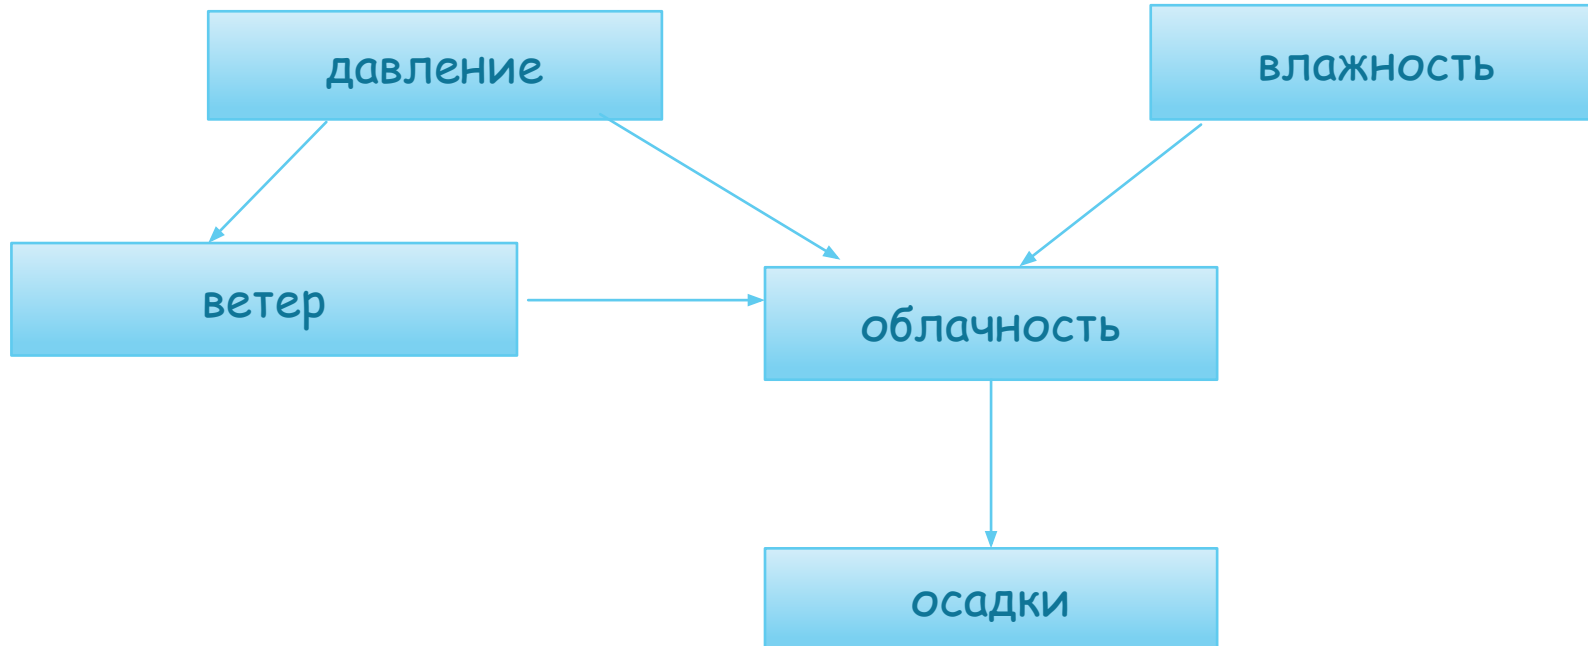 давление
влажность
ветер
облачность
осадки